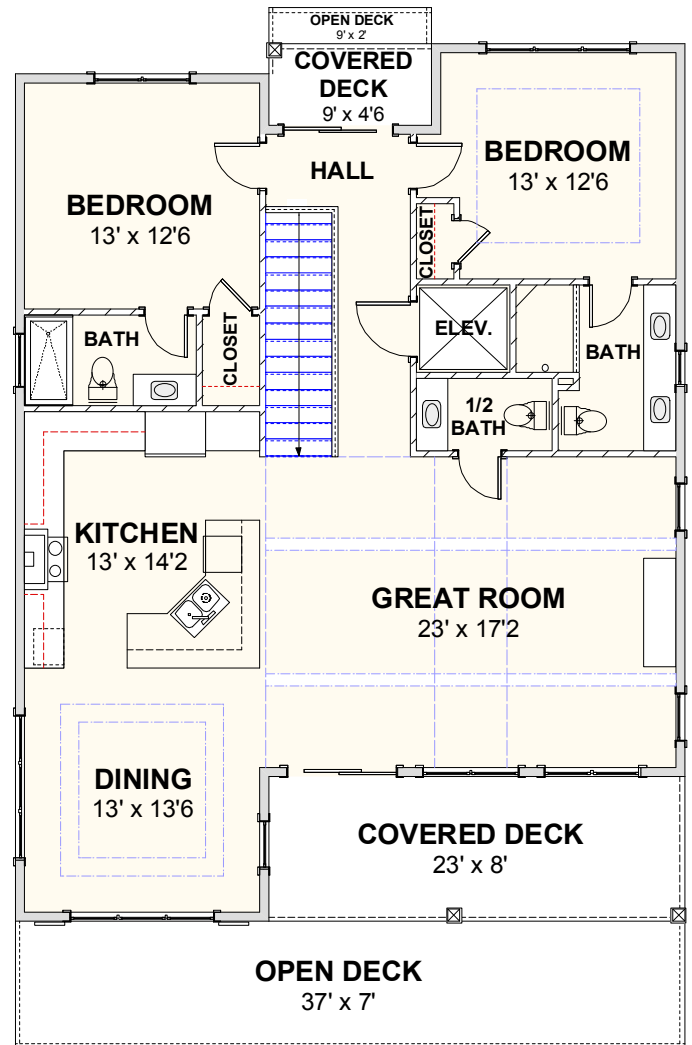 OPEN DECK
9' x 2'
COVERED
DECK
9' x 4'6
HALL
BEDROOM
13' x 12'6
BEDROOM
13' x 12'6
CLOSET
ELEV.
BATH
CLOSET
BATH
1/2
BATH
KITCHEN
13' x 14'2
GREAT ROOM
23' x 17'2
DINING
13' x 13'6
COVERED DECK
23' x 8'
OPEN DECK
37' x 7'